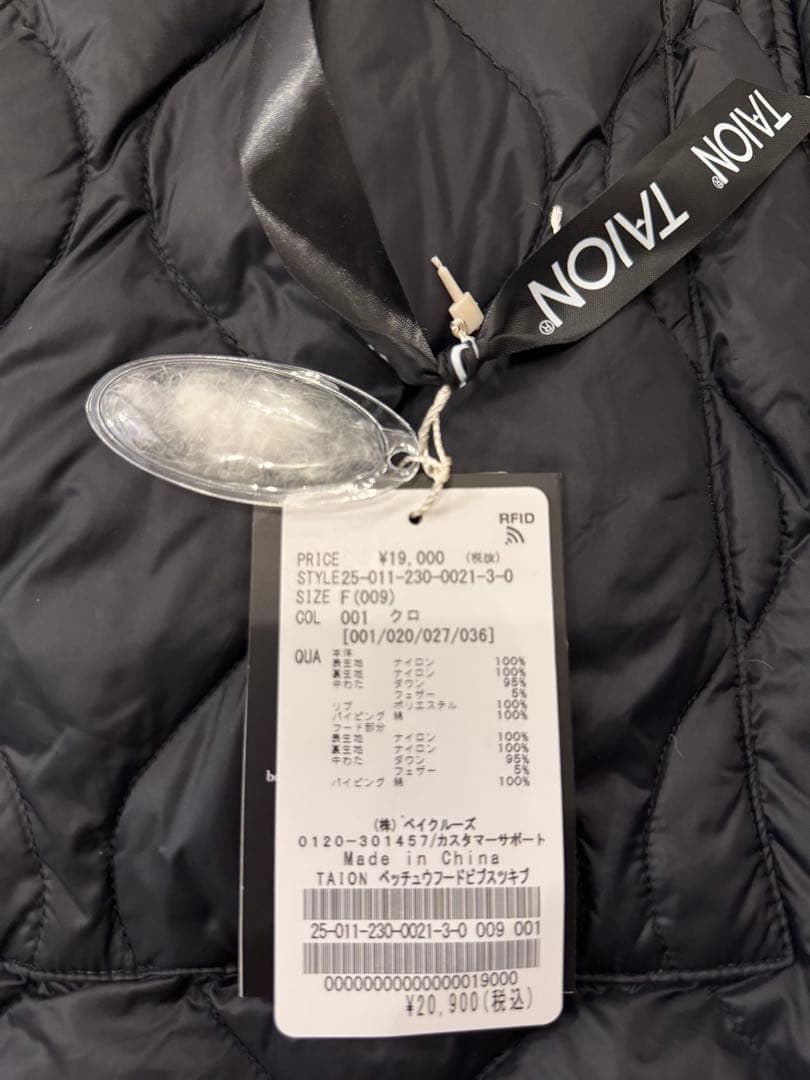 TAION®
TAION®
RFID
PRICE ¥19,000 (税抜)
STYLE 25-011-230-0021-3-0
SIZE F(009)
COL 001 クロ
[001/020/027/036]
QUA 本体
表生地 ナイロン 100%
裏生地 ナイロン 100%
中わた ダウン 95%
フェザー 5%
リブ ポリエステル 100%
パイピング 綿 100%
フード部分
表生地 ナイロン 100%
裏生地 ナイロン 100%
中わた ダウン 95%
フェザー 5%
パイピング 綿 100%
(株)ベイクルーズ
0120-301457/カスタマーサポート
Made in China
TAION ベッチュウフードビブスツキブ
25-011-230-0021-3-0 009 001
00000000000000019000
¥20,900(税込)